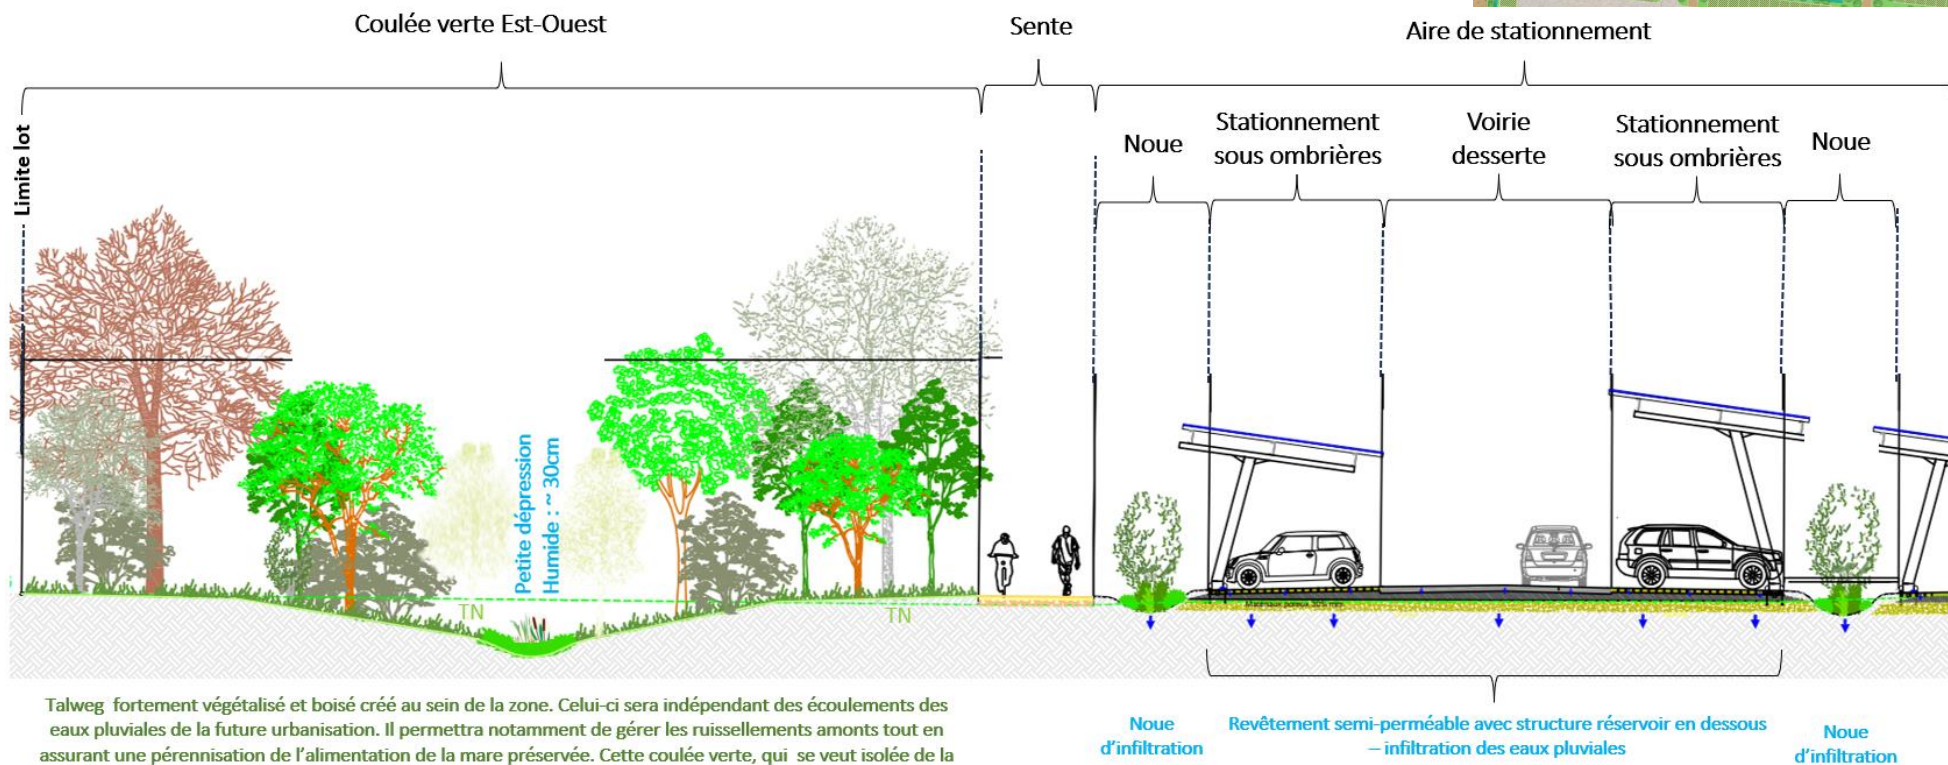 Coulée verte Est-Ouest
Sente
Aire de stationnement
Limite lot
Noue
Stationnement
sous ombrières
Voirie
desserte
Stationnement
sous ombrières
Noue
Petite dépression
Humide : ~ 30cm
TN
TN
Matériaux poreux 30% min
Talweg fortement végétalisé et boisé créé au sein de la zone. Celui-ci sera indépendant des écoulements des
eaux pluviales de la future urbanisation. Il permettra notamment de gérer les ruissellements amonts tout en
assurant une pérennisation de l'alimentation de la mare préservée. Cette coulée verte, qui se veut isolée de la
Noue
d'infiltration
Revêtement semi-perméable avec structure réservoir en dessous
– infiltration des eaux pluviales
Noue
d'infiltration